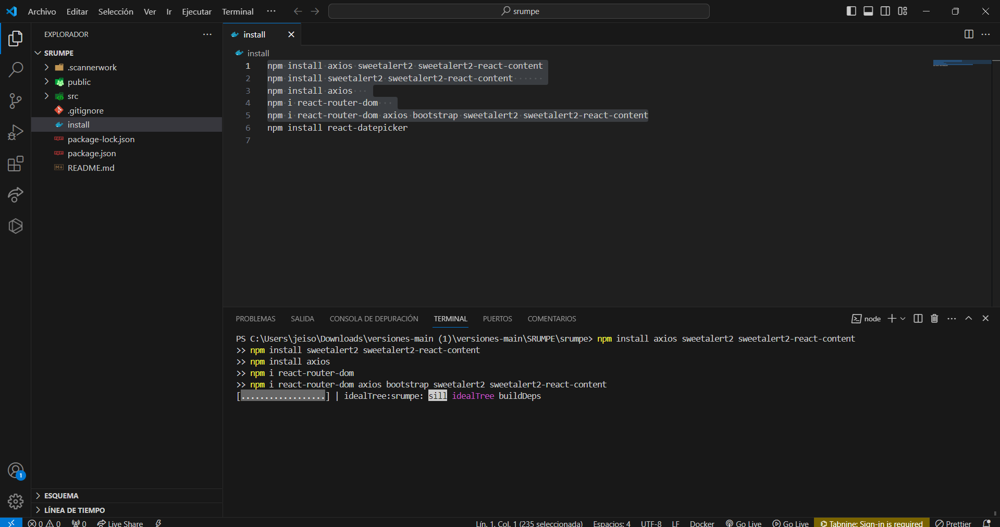 Archivo Editar Selección Ver Ir Ejecutar Terminal ··· srumpe
EXPLORADOR
SRUMPE
.scannerwork
public
src
.gitignore
install
package-lock.json
package.json
README.md
ESQUEMA
LÍNEA DE TIEMPO
install
install
1 npm install axios sweetalert2 sweetalert2-react-content
2 npm install sweetalert2 sweetalert2-react-content
3 npm install axios
4 npm i react-router-dom
5 npm i react-router-dom axios bootstrap sweetalert2 sweetalert2-react-content
6 npm install react-datepicker
7
PROBLEMAS SALIDA CONSOLA DE DEPURACIÓN TERMINAL PUERTOS COMENTARIOS node
PS C:\Users\jeiso\Downloads\versiones-main (1)\versiones-main\SRUMPE\srumpe> npm install axios sweetalert2 sweetalert2-react-content
>> npm install sweetalert2 sweetalert2-react-content
>> npm install axios
>> npm i react-router-dom
>> npm i react-router-dom axios bootstrap sweetalert2 sweetalert2-react-content
[..................] | idealTree:srumpe: sill idealTree buildDeps
1
0 0 0 Live Share Lín. 1, Col. 1 (235 seleccionada) Espacios: 4 UTF-8 LF Docker Go Live Go Live Tabnine: Sign-in is required Prettier